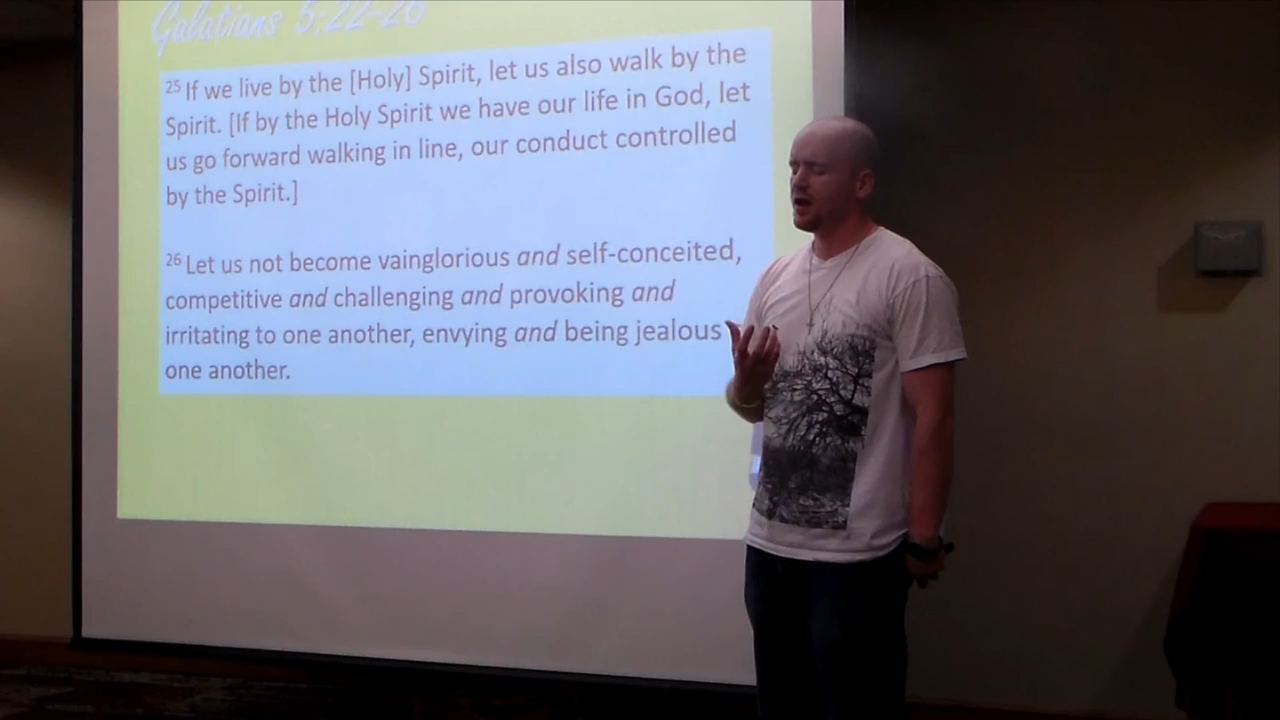 Galatians 5:22-26
25 If we live by the [Holy] Spirit, let us also walk by the
Spirit. [If by the Holy Spirit we have our life in God, let
us go forward walking in line, our conduct controlled
by the Spirit.]
26 Let us not become vainglorious and self-conceited,
competitive and challenging and provoking and
irritating to one another, envying and being jealous
one another.